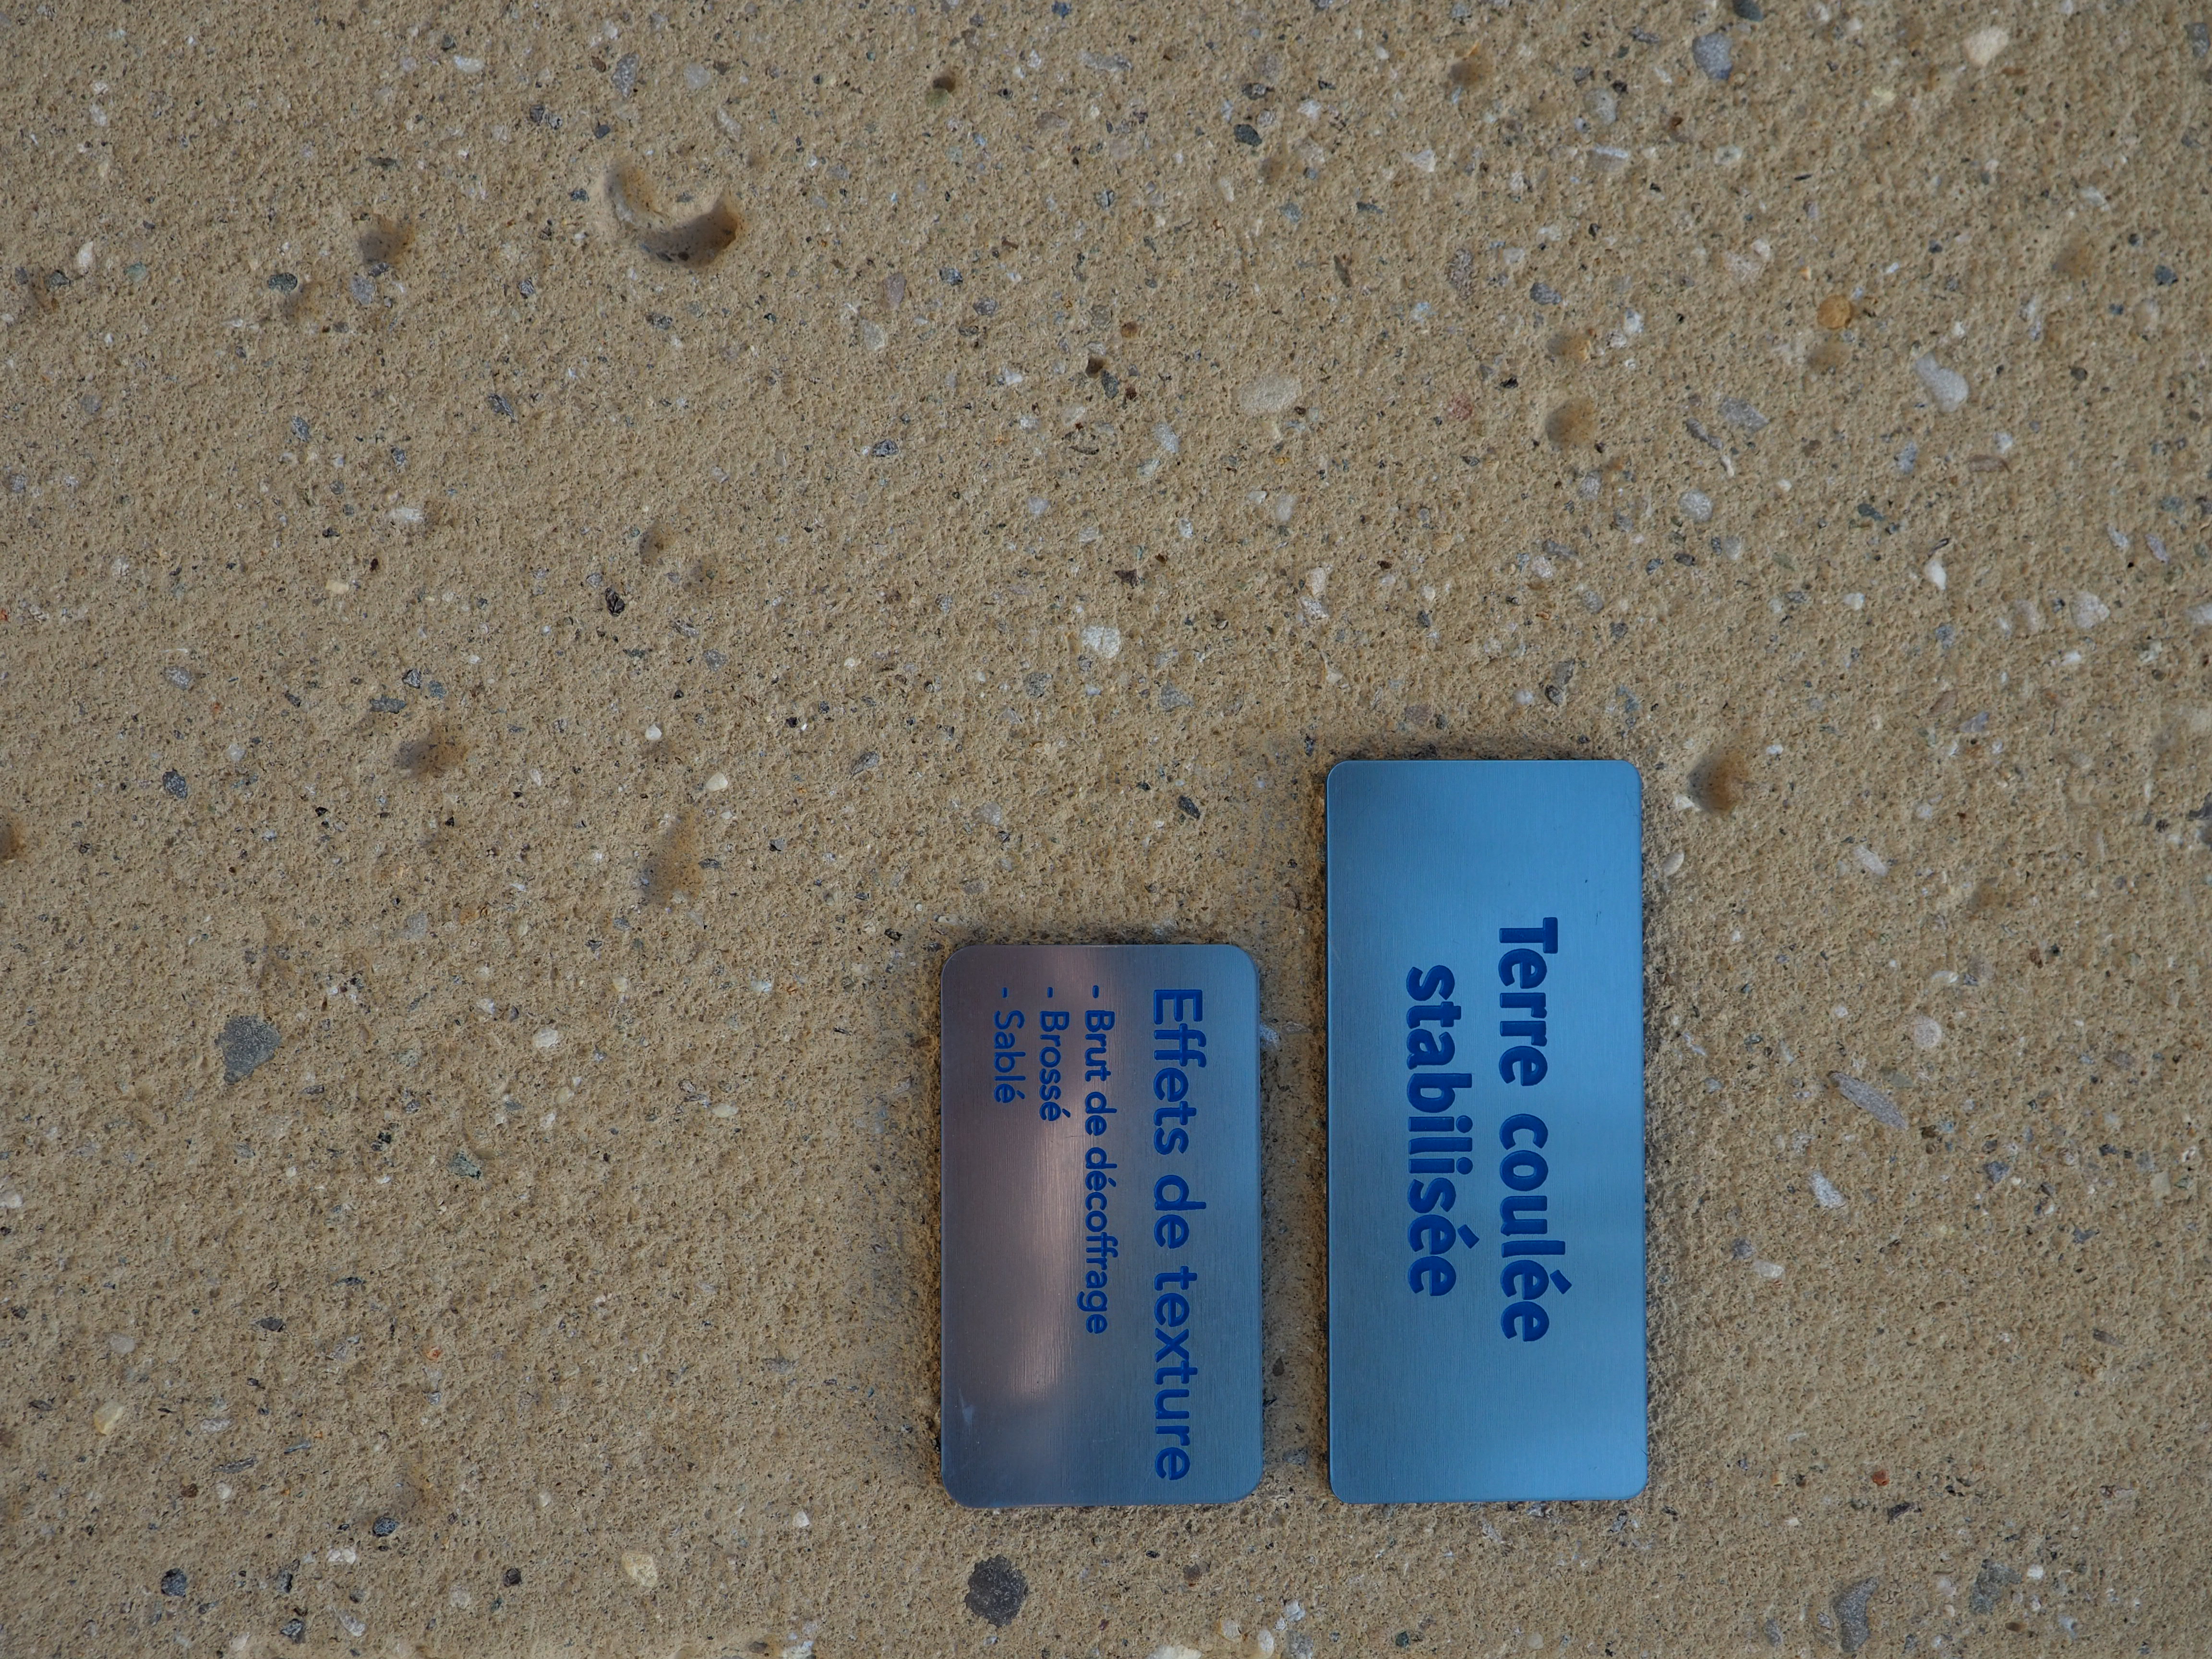 Terre coulée
stabilisée
Effets de texture
- Brut de décoffrage
- Brossé
- Sablé